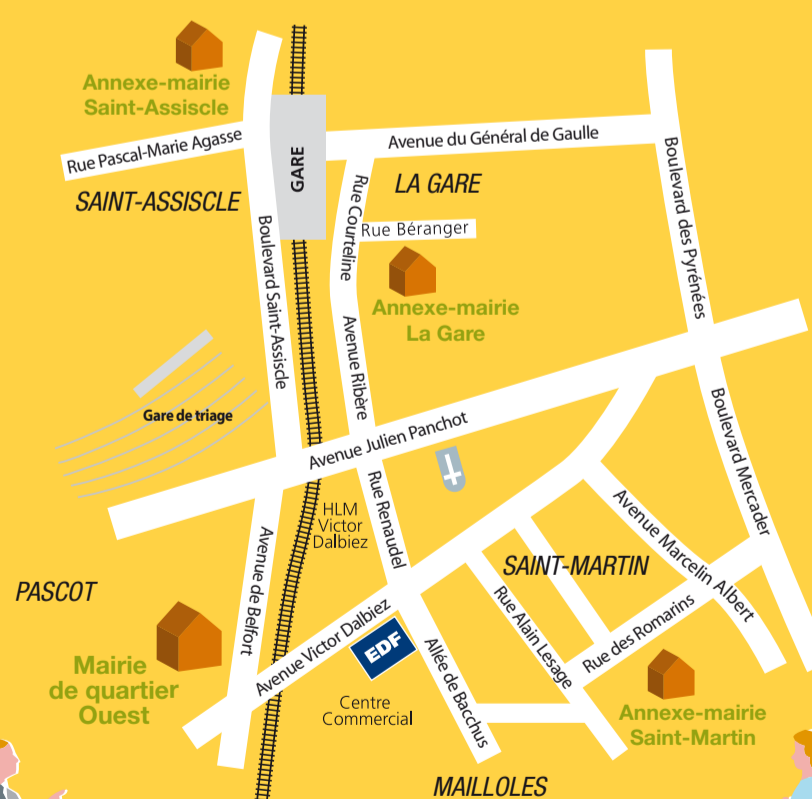 Annexe-mairie
Saint-Assiscle
Rue Pascal-Marie Agasse
SAINT-ASSISCLE
GARE
Avenue du Général de Gaulle
LA GARE
Rue Courteline
Rue Béranger
Boulevard des Pyrénées
Boulevard Saint-Assiscle
Annexe-mairie
La Gare
Avenue Ribère
Gare de triage
Avenue Julien Panchot
Boulevard Mercader
HLM
Victor
Dalbiez
Rue Renaudel
Avenue de Belfort
Avenue Marcelin Albert
SAINT-MARTIN
PASCOT
Avenue Victor Dalbiez
Rue Alain Lesage
Rue des Romarins
EDF
Allée de Bacchus
Mairie
de quartier
Ouest
Centre
Commercial
Annexe-mairie
Saint-Martin
MAILLOLES